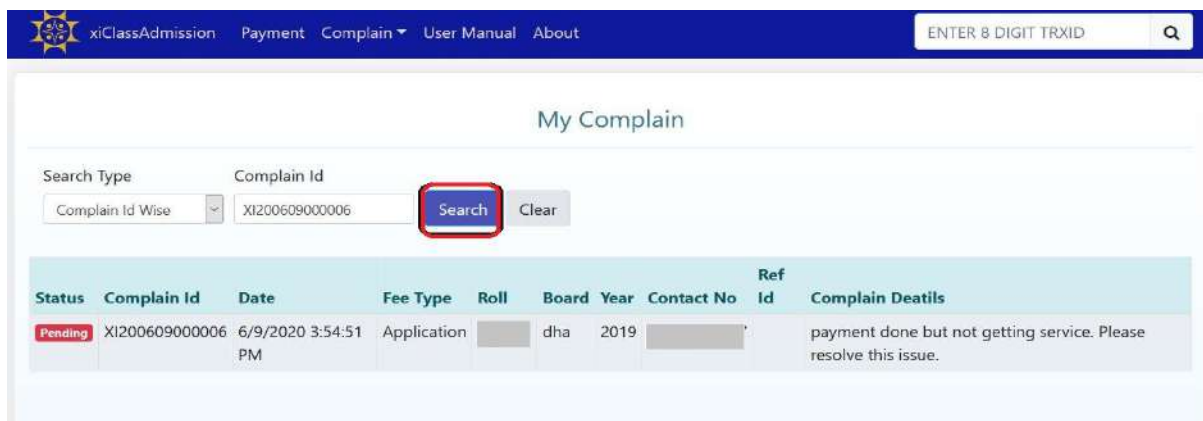 xiClassAdmission Payment Complain User Manual About ENTER 8 DIGIT TRXID
My Complain
Search Type Complain Id
Complain Id Wise XI200609000006 Search Clear
Status Complain Id Date Fee Type Roll Board Year Contact No Ref Id Complain Deatils
Pending XI200609000006 6/9/2020 3:54:51 PM Application dha 2019 payment done but not getting service. Please
resolve this issue.